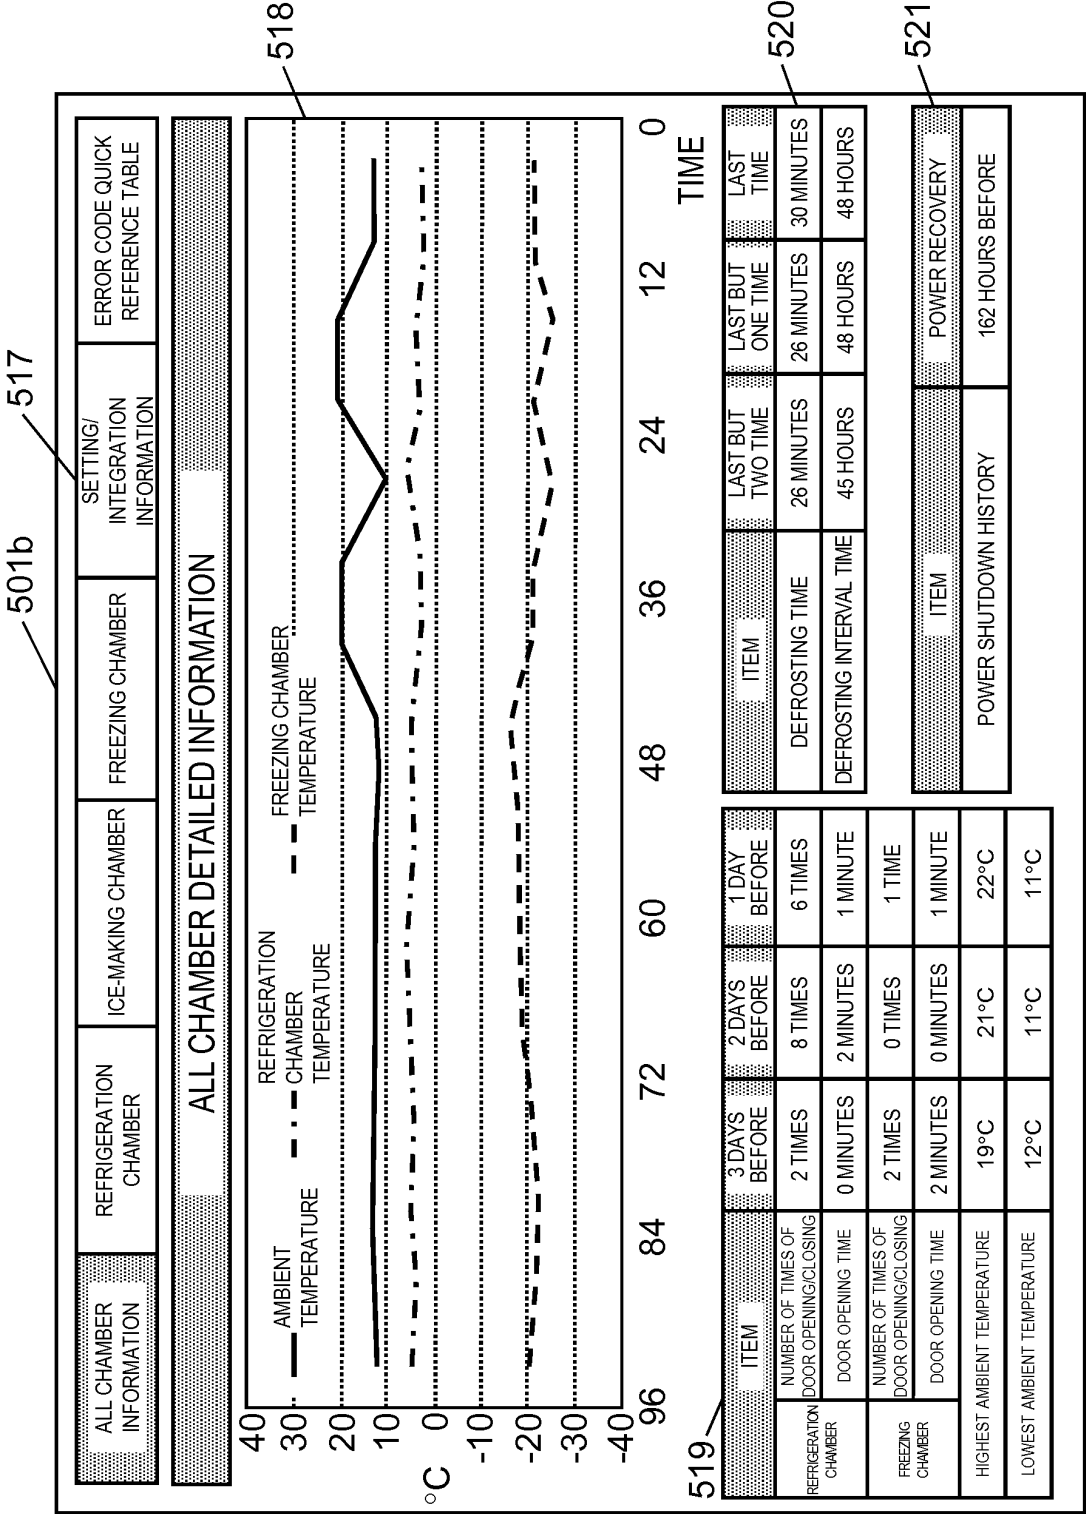 501b
517
ALL CHAMBER
INFORMATION
REFRIGERATION
CHAMBER
ICE-MAKING CHAMBER
FREEZING CHAMBER
SETTING/
INTEGRATION
INFORMATION
ERROR CODE QUICK
REFERENCE TABLE
ALL CHAMBER DETAILED INFORMATION
518
AMBIENT
TEMPERATURE
REFRIGERATION
CHAMBER
TEMPERATURE
FREEZING CHAMBER
TEMPERATURE
°C
40
30
20
10
0
-10
-20
-30
-40
96 84 72 60 48 36 24 12 0
TIME
519
ITEM 3 DAYS BEFORE 2 DAYS BEFORE 1 DAY BEFORE
REFRIGERATION
CHAMBER
NUMBER OF TIMES OF
DOOR OPENING/CLOSING 2 TIMES 8 TIMES 6 TIMES
DOOR OPENING TIME 0 MINUTES 2 MINUTES 1 MINUTE
FREEZING
CHAMBER
NUMBER OF TIMES OF
DOOR OPENING/CLOSING 2 TIMES 0 TIMES 1 TIME
DOOR OPENING TIME 2 MINUTES 0 MINUTES 1 MINUTE
HIGHEST AMBIENT TEMPERATURE 19°C 21°C 22°C
LOWEST AMBIENT TEMPERATURE 12°C 11°C 11°C
520
ITEM LAST BUT TWO TIME LAST BUT ONE TIME LAST TIME
DEFROSTING TIME 26 MINUTES 26 MINUTES 30 MINUTES
DEFROSTING INTERVAL TIME 45 HOURS 48 HOURS 48 HOURS
521
ITEM POWER RECOVERY
POWER SHUTDOWN HISTORY 162 HOURS BEFORE